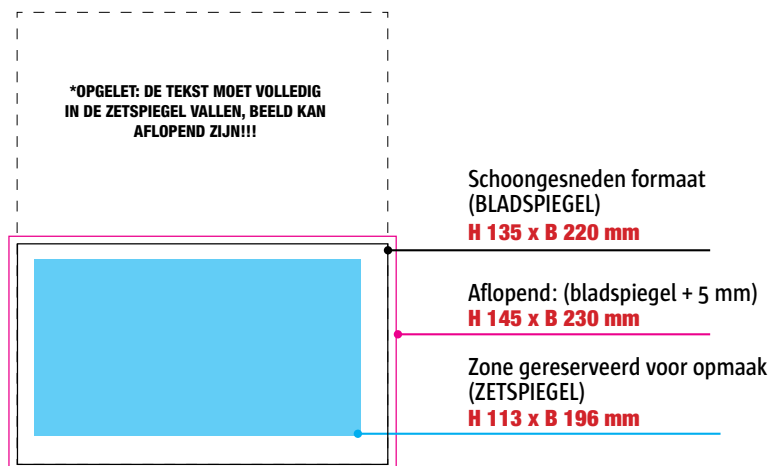 *OPGELET: DE TEKST MOET VOLLEDIG
IN DE ZETSPIEGEL VALLEN, BEELD KAN
AFLOPEND ZIJN!!!
Schoongesneden formaat
(BLADSPIEGEL)
H 135 x B 220 mm
Aflopend: (bladspiegel + 5 mm)
H 145 x B 230 mm
Zone gereserveerd voor opmaak
(ZETSPIEGEL)
H 113 x B 196 mm